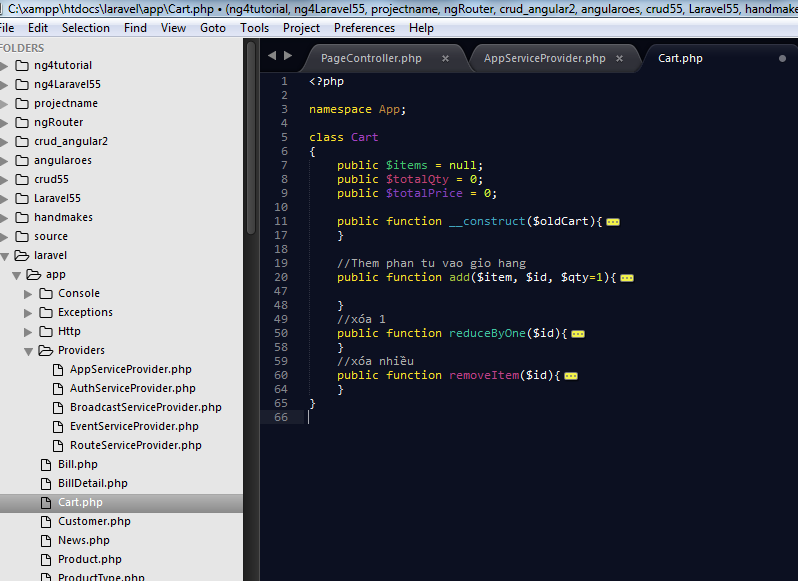 C:\xampp\htdocs\laravel\app\Cart.php • (ng4tutorial, ng4Laravel55, projectname, ngRouter, crud_angular2, angularoes, crud55, Laravel55, handmake
File Edit Selection Find View Goto Tools Project Preferences Help
FOLDERS
ng4tutorial
ng4Laravel55
projectname
ngRouter
crud_angular2
angularoes
crud55
Laravel55
handmakes
source
laravel
app
Console
Exceptions
Http
Providers
AppServiceProvider.php
AuthServiceProvider.php
BroadcastServiceProvider.php
EventServiceProvider.php
RouteServiceProvider.php
Bill.php
BillDetail.php
Cart.php
Customer.php
News.php
Product.php
ProductType.php
PageController.php × AppServiceProvider.php × Cart.php
1 <?php
2
3 namespace App;
4
5 class Cart
6 {
7 public $items = null;
8 public $totalQty = 0;
9 public $totalPrice = 0;
10
11 public function __construct($oldCart){
17 }
18
19 //Them phan tu vao gio hang
20 public function add($item, $id, $qty=1){
47
48 }
49 //xóa 1
50 public function reduceByOne($id){
58 }
59 //xóa nhiều
60 public function removeItem($id){
64 }
65 }
66